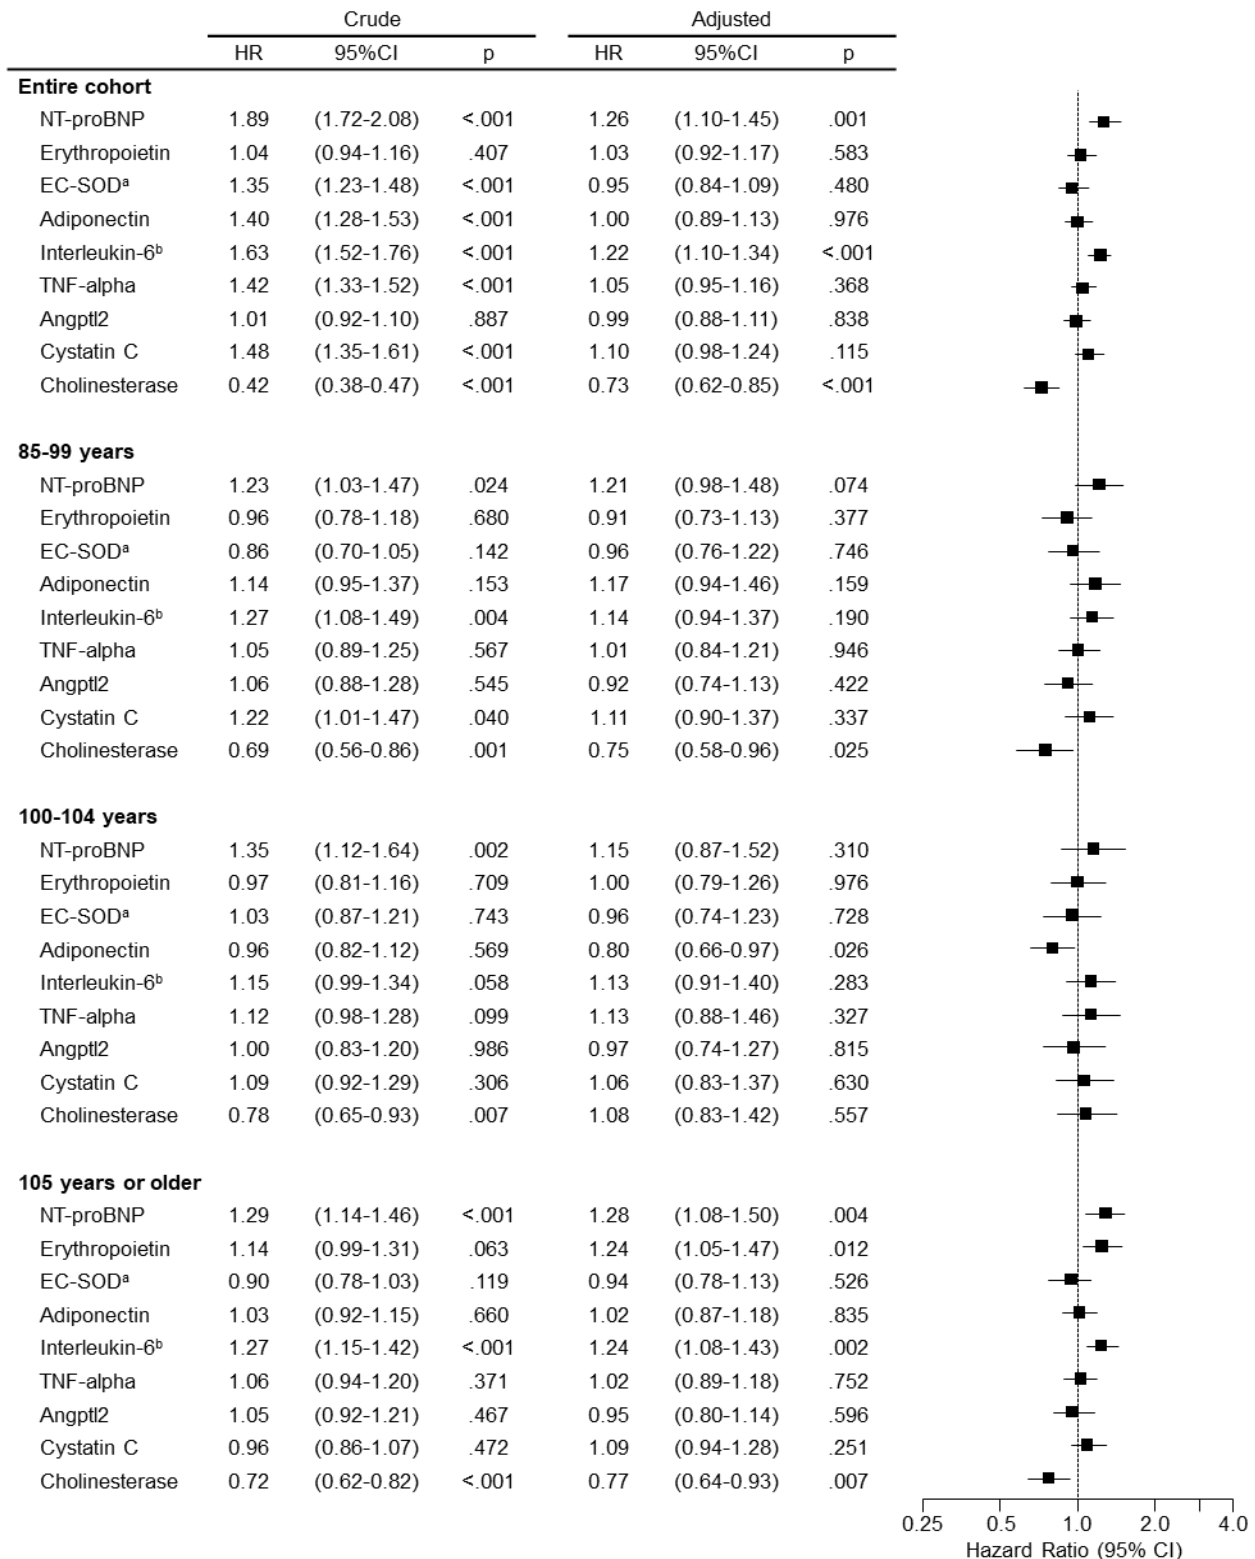 Crude Adjusted
HR 95%CI p HR 95%CI p
Entire cohort
NT-proBNP 1.89 (1.72-2.08) <.001 1.26 (1.10-1.45) .001
Erythropoietin 1.04 (0.94-1.16) .407 1.03 (0.92-1.17) .583
EC-SODᵃ 1.35 (1.23-1.48) <.001 0.95 (0.84-1.09) .480
Adiponectin 1.40 (1.28-1.53) <.001 1.00 (0.89-1.13) .976
Interleukin-6ᵇ 1.63 (1.52-1.76) <.001 1.22 (1.10-1.34) <.001
TNF-alpha 1.42 (1.33-1.52) <.001 1.05 (0.95-1.16) .368
Angptl2 1.01 (0.92-1.10) .887 0.99 (0.88-1.11) .838
Cystatin C 1.48 (1.35-1.61) <.001 1.10 (0.98-1.24) .115
Cholinesterase 0.42 (0.38-0.47) <.001 0.73 (0.62-0.85) <.001
85-99 years
NT-proBNP 1.23 (1.03-1.47) .024 1.21 (0.98-1.48) .074
Erythropoietin 0.96 (0.78-1.18) .680 0.91 (0.73-1.13) .377
EC-SODᵃ 0.86 (0.70-1.05) .142 0.96 (0.76-1.22) .746
Adiponectin 1.14 (0.95-1.37) .153 1.17 (0.94-1.46) .159
Interleukin-6ᵇ 1.27 (1.08-1.49) .004 1.14 (0.94-1.37) .190
TNF-alpha 1.05 (0.89-1.25) .567 1.01 (0.84-1.21) .946
Angptl2 1.06 (0.88-1.28) .545 0.92 (0.74-1.13) .422
Cystatin C 1.22 (1.01-1.47) .040 1.11 (0.90-1.37) .337
Cholinesterase 0.69 (0.56-0.86) .001 0.75 (0.58-0.96) .025
100-104 years
NT-proBNP 1.35 (1.12-1.64) .002 1.15 (0.87-1.52) .310
Erythropoietin 0.97 (0.81-1.16) .709 1.00 (0.79-1.26) .976
EC-SODᵃ 1.03 (0.87-1.21) .743 0.96 (0.74-1.23) .728
Adiponectin 0.96 (0.82-1.12) .569 0.80 (0.66-0.97) .026
Interleukin-6ᵇ 1.15 (0.99-1.34) .058 1.13 (0.91-1.40) .283
TNF-alpha 1.12 (0.98-1.28) .099 1.13 (0.88-1.46) .327
Angptl2 1.00 (0.83-1.20) .986 0.97 (0.74-1.27) .815
Cystatin C 1.09 (0.92-1.29) .306 1.06 (0.83-1.37) .630
Cholinesterase 0.78 (0.65-0.93) .007 1.08 (0.83-1.42) .557
105 years or older
NT-proBNP 1.29 (1.14-1.46) <.001 1.28 (1.08-1.50) .004
Erythropoietin 1.14 (0.99-1.31) .063 1.24 (1.05-1.47) .012
EC-SODᵃ 0.90 (0.78-1.03) .119 0.94 (0.78-1.13) .526
Adiponectin 1.03 (0.92-1.15) .660 1.02 (0.87-1.18) .835
Interleukin-6ᵇ 1.27 (1.15-1.42) <.001 1.24 (1.08-1.43) .002
TNF-alpha 1.06 (0.94-1.20) .371 1.02 (0.89-1.18) .752
Angptl2 1.05 (0.92-1.21) .467 0.95 (0.80-1.14) .596
Cystatin C 0.96 (0.86-1.07) .472 1.09 (0.94-1.28) .251
Cholinesterase 0.72 (0.62-0.82) <.001 0.77 (0.64-0.93) .007
0.25 0.5 1.0 2.0 4.0
Hazard Ratio (95% CI)